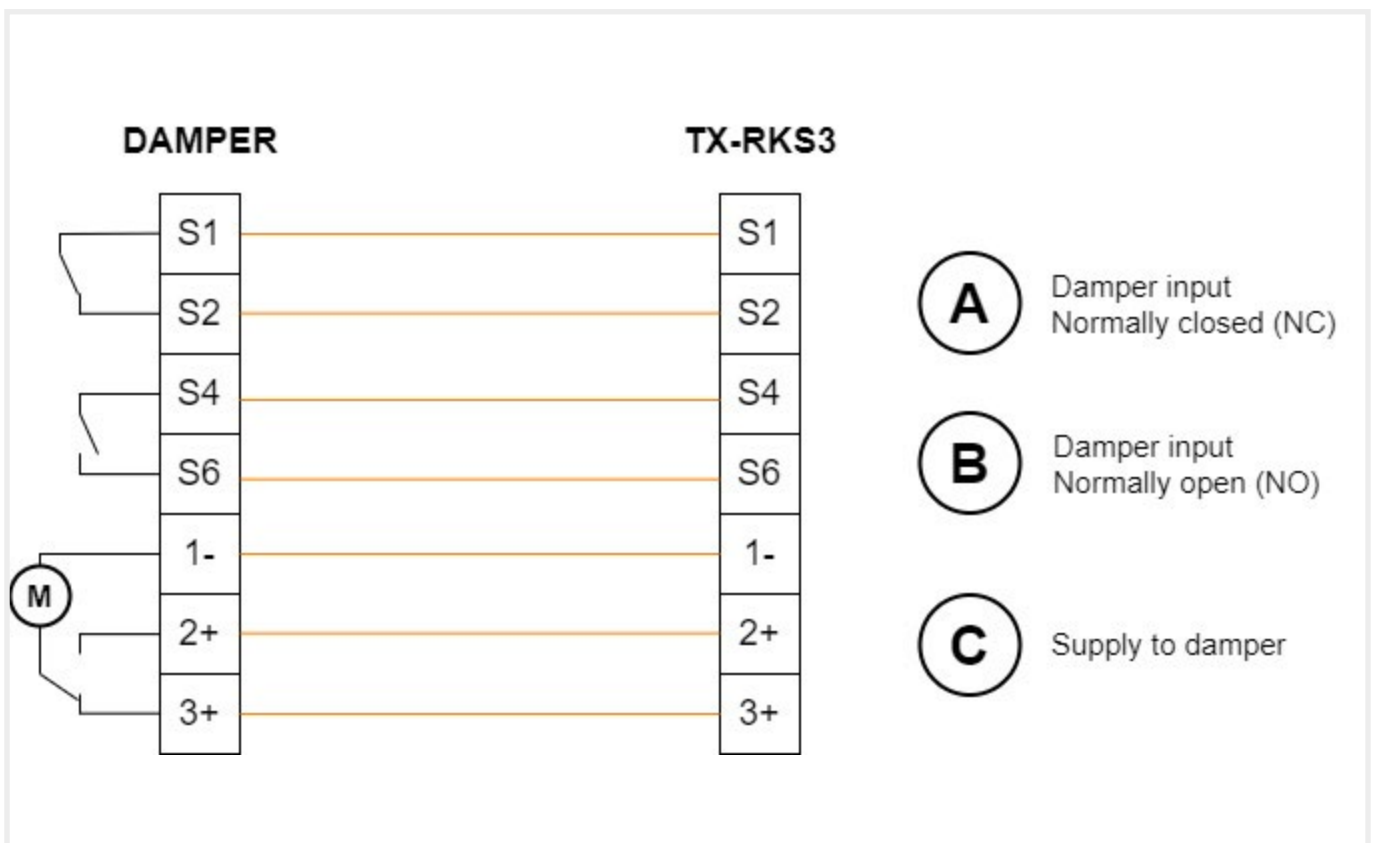 DAMPER
TX-RKS3
S1
S1
S2
S2
S4
S4
S6
S6
1-
1-
M
2+
2+
3+
3+
A
Damper input
Normally closed (NC)
B
Damper input
Normally open (NO)
C
Supply to damper